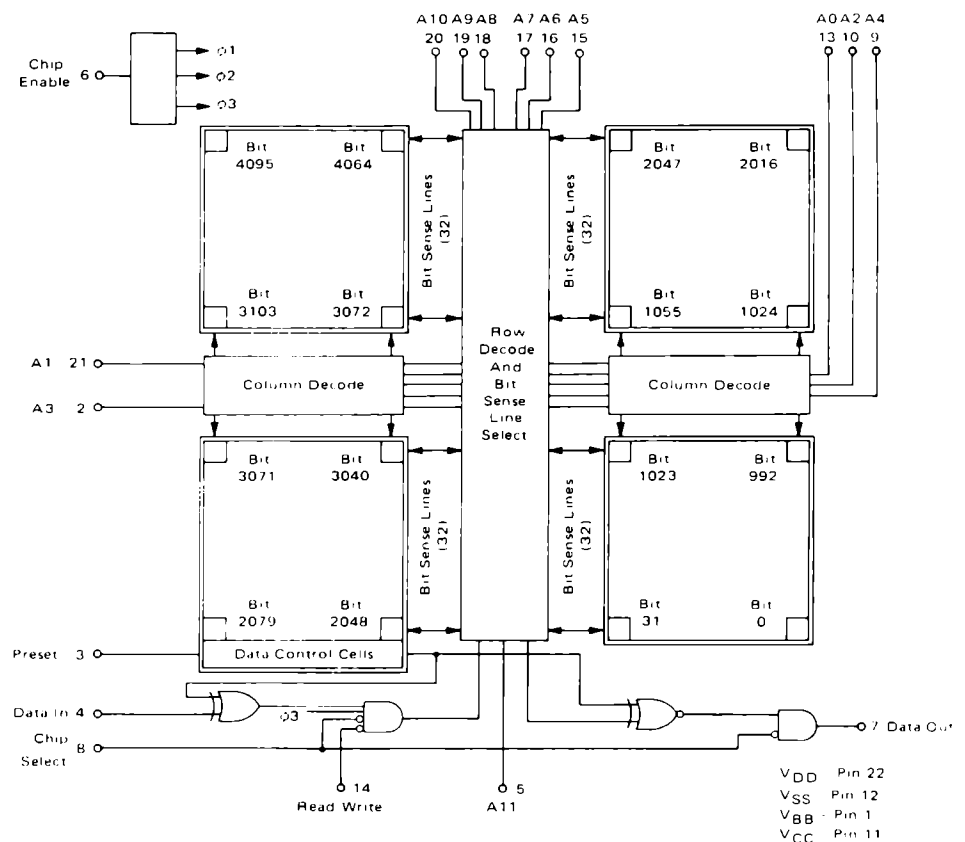 A10 A9 A8 A7 A6 A5 A0 A2 A4
20 19 18 17 16 15 13 10 9
Chip
Enable
6
ϕ1
ϕ2
ϕ3
Bit
4095
Bit
4064
Bit
3103
Bit
3072
Bit Sense Lines
(32)
Bit Sense Lines
(32)
Bit
2047
Bit
2016
Bit
1055
Bit
1024
A1 21
A3 2
Column Decode
Row
Decode
And
Bit
Sense
Line
Select
Column Decode
Bit
3071
Bit
3040
Bit
2079
Bit
2048
Bit Sense Lines
(32)
Bit Sense Lines
(32)
Bit
1023
Bit
992
Bit
31
Bit
0
Preset 3
Data Control Cells
Data In 4
ϕ3
Chip
Select
8
7 Data Out
14
Read Write
5
A11
VDD Pin 22
VSS Pin 12
VBB - Pin 1
VCC Pin 11